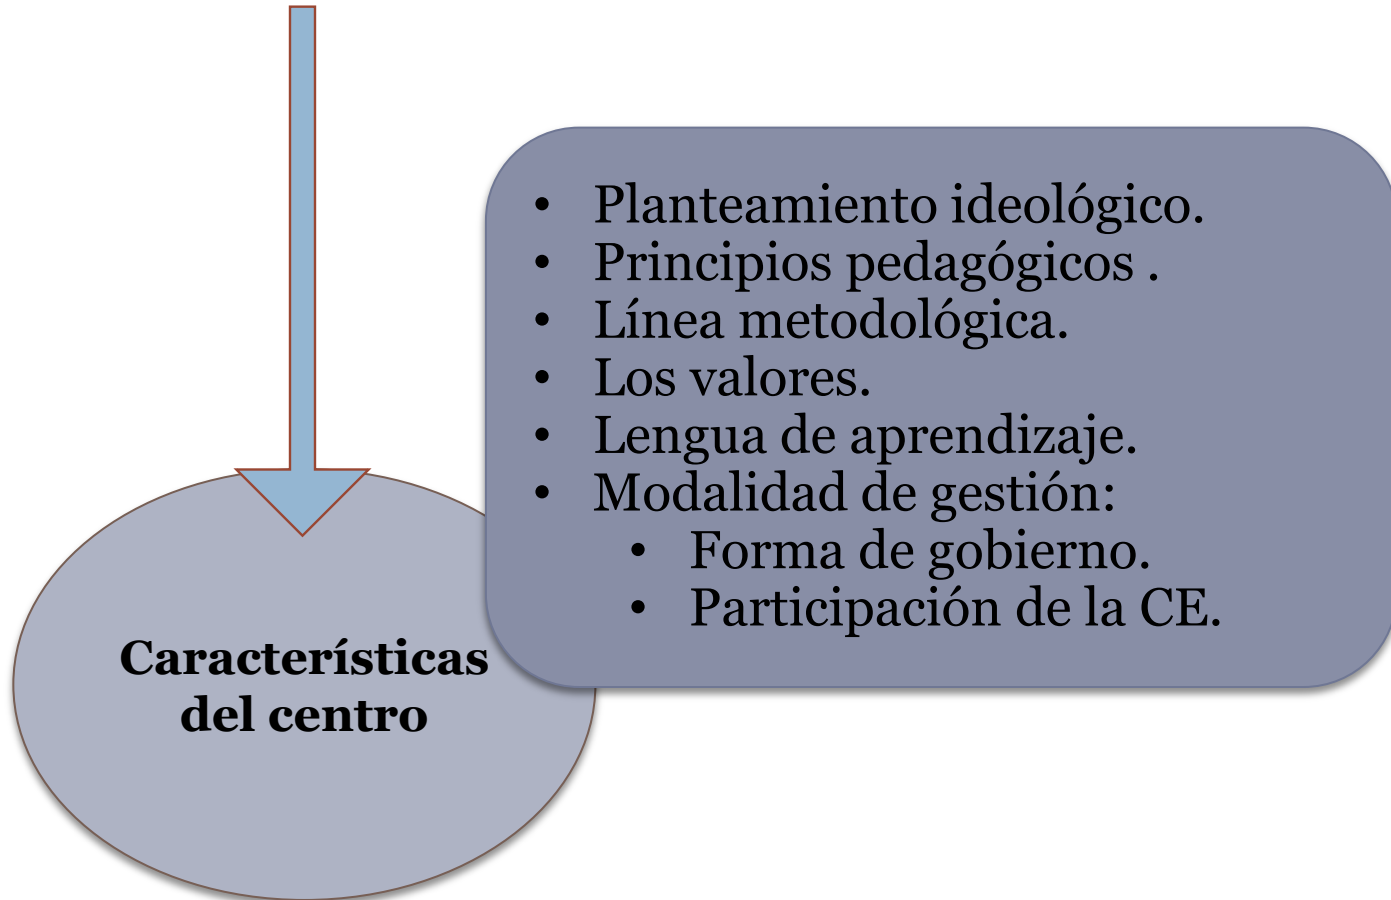 • Planteamiento ideológico.
• Principios pedagógicos .
• Línea metodológica.
• Los valores.
• Lengua de aprendizaje.
• Modalidad de gestión:
• Forma de gobierno.
• Participación de la CE.
Características
del centro